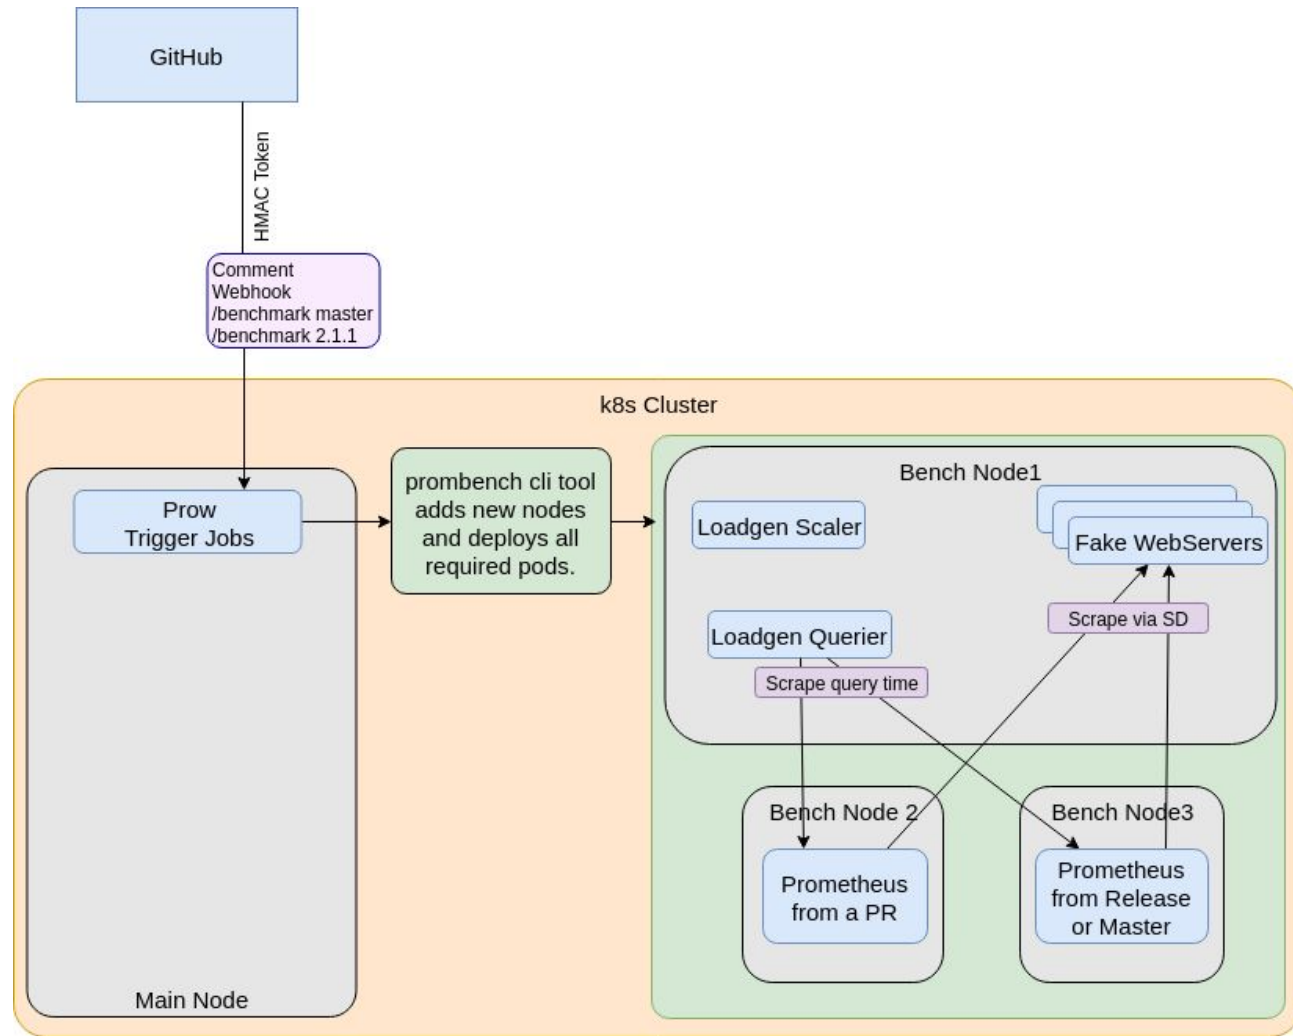 GitHub
HMAC Token
Comment
Webhook
/benchmark master
/benchmark 2.1.1
k8s Cluster
Prow
Trigger Jobs
Main Node
prombench cli tool
adds new nodes
and deploys all
required pods.
Bench Node1
Loadgen Scaler
Fake WebServers
Scrape via SD
Loadgen Querier
Scrape query time
Bench Node 2
Prometheus
from a PR
Bench Node3
Prometheus
from Release
or Master